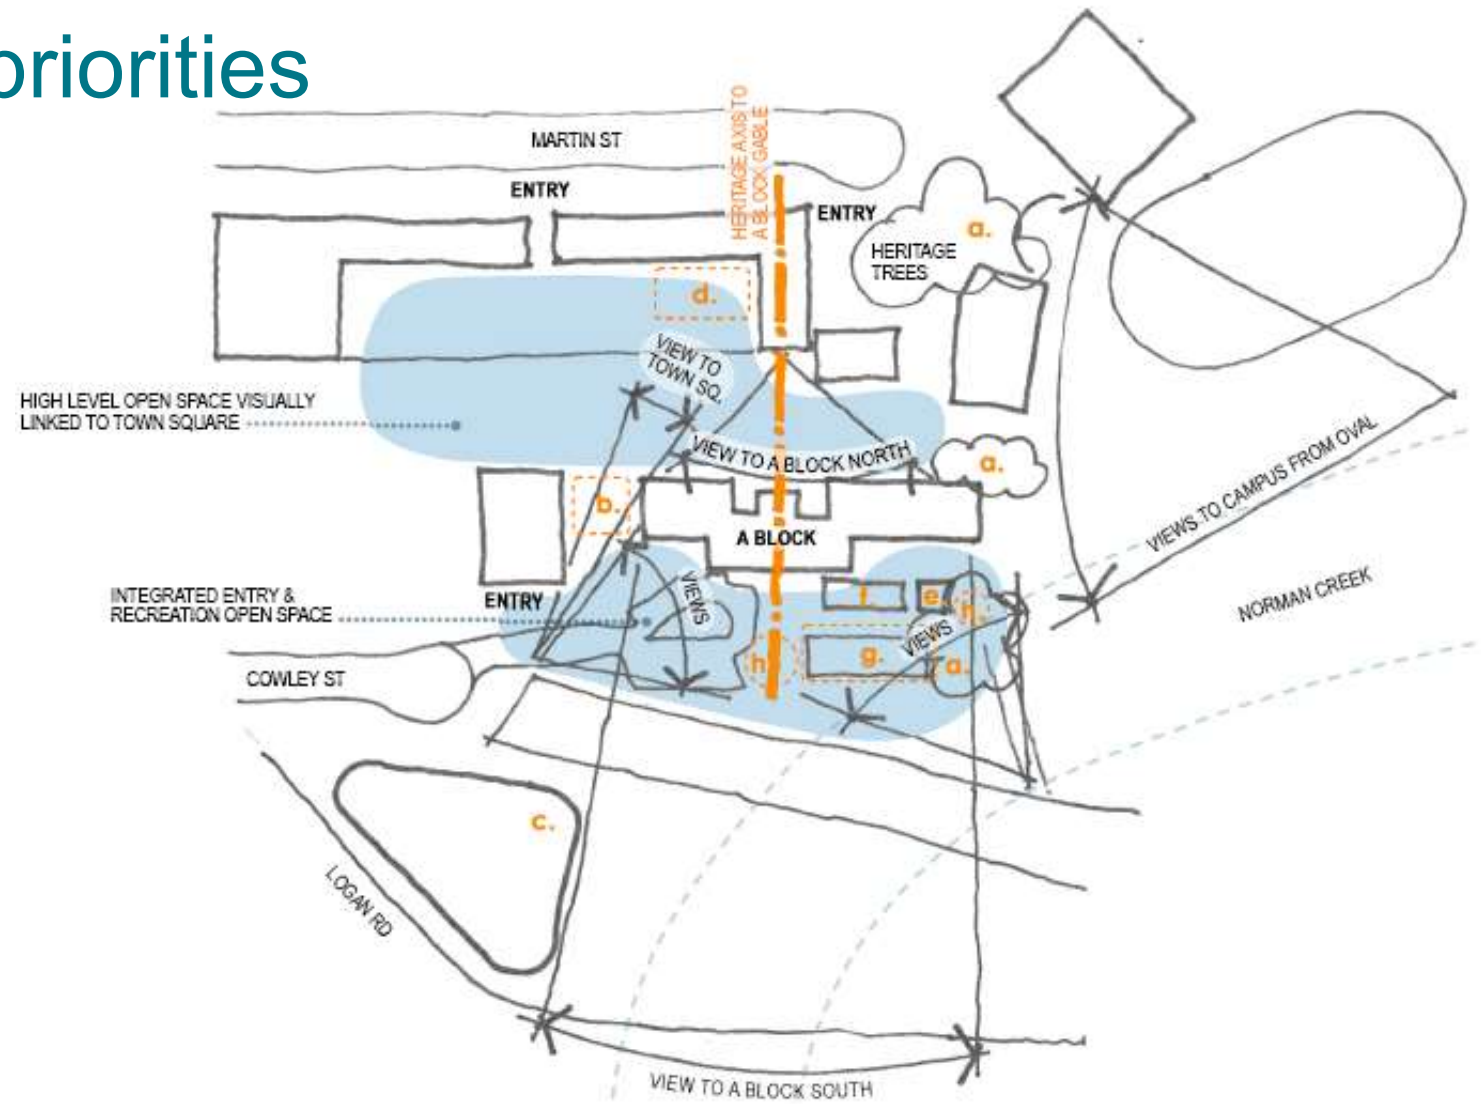 priorities
MARTIN ST
HERITAGE AXIS TO
A BLOCK GABLE
ENTRY
ENTRY
a.
HERITAGE
TREES
d.
VIEW TO
TOWN SQ.
HIGH LEVEL OPEN SPACE VISUALLY
LINKED TO TOWN SQUARE
VIEW TO A BLOCK NORTH
a.
VIEWS TO CAMPUS FROM OVAL
b.
A BLOCK
NORMAN CREEK
INTEGRATED ENTRY &
RECREATION OPEN SPACE
ENTRY
VIEWS
f.
e.
h.
VIEWS
h.
g.
a.
COWLEY ST
c.
LOGAN RD
VIEW TO A BLOCK SOUTH